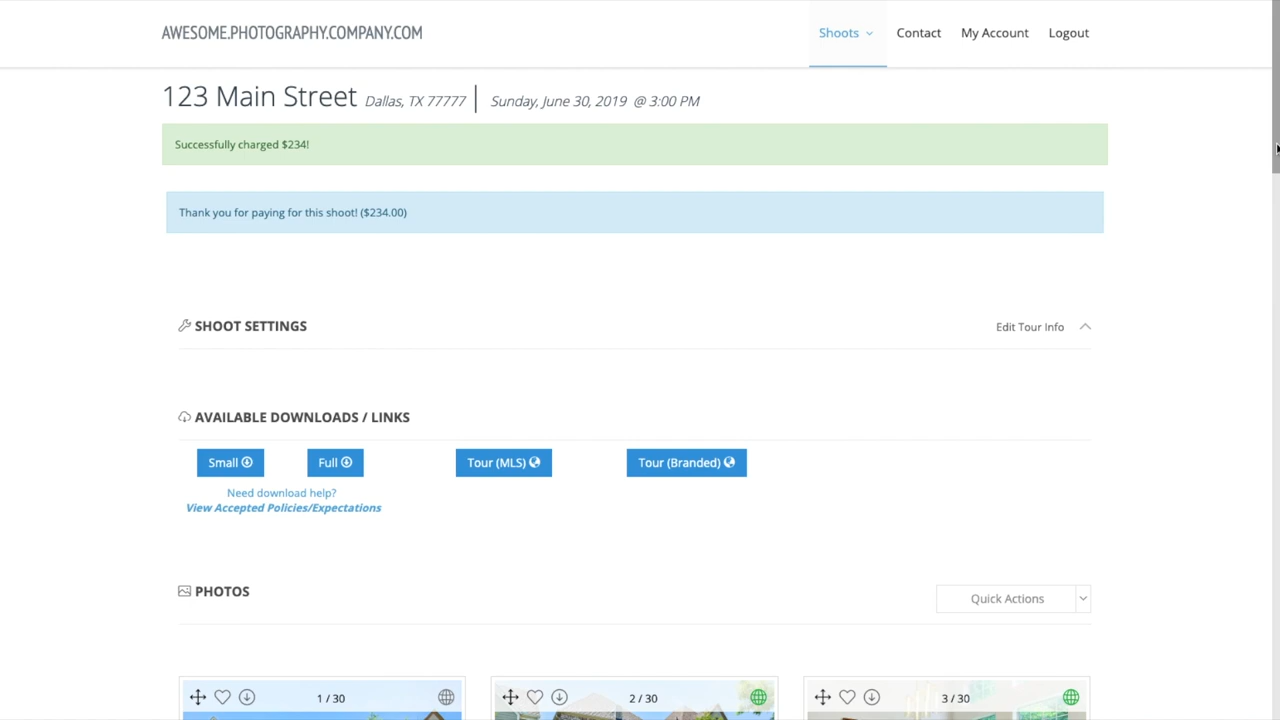 AWESOME.PHOTOGRAPHY.COMPANY.COM
Shoots
Contact
My Account
Logout
123 Main Street Dallas, TX 77777 Sunday, June 30, 2019 @ 3:00 PM
Successfully charged $234!
Thank you for paying for this shoot! ($234.00)
SHOOT SETTINGS
Edit Tour Info
AVAILABLE DOWNLOADS / LINKS
Small
Full
Tour (MLS)
Tour (Branded)
Need download help?
View Accepted Policies/Expectations
PHOTOS
Quick Actions
1 / 30
2 / 30
3 / 30